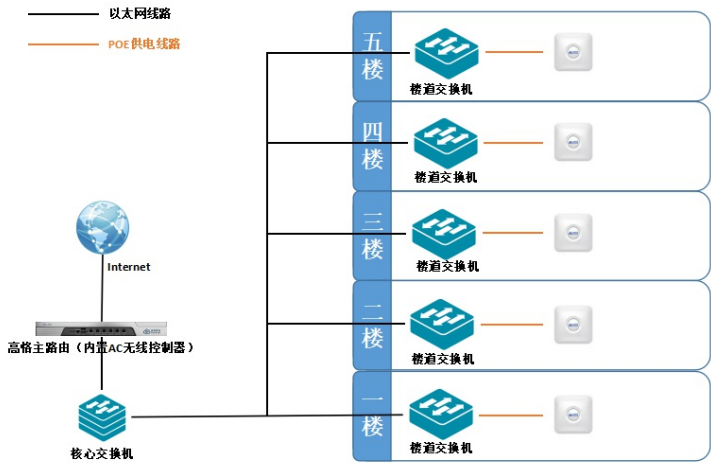 以太网线路
POE供电线路
五楼
楼道交换机
四楼
楼道交换机
三楼
楼道交换机
Internet
高恪主路由（内置AC无线控制器）
二楼
楼道交换机
一楼
楼道交换机
核心交换机